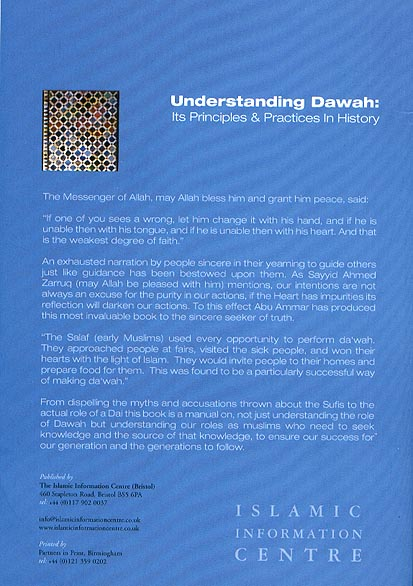 Understanding Dawah:
Its Principles & Practices In History
The Messenger of Allah, may Allah bless him and grant him peace, said:
"If one of you sees a wrong, let him change it with his hand, and if he is
unable then with his tongue, and if he is unable then with his heart. And that
is the weakest degree of faith."
An exhausted narration by people sincere in their yearning to guide others
just like guidance has been bestowed upon them. As Sayyid Ahmed
Zarruq (may Allah be pleased with him) mentions, our intentions are not
always an excuse for the purity in our actions, if the Heart has impurities its
reflection will darken our actions. To this effect Abu Ammar has produced
this most invaluable book to the sincere seeker of truth.
"The Salaf (early Muslims) used every opportunity to perform da'wah.
They approached people at fairs, visited the sick people, and won their
hearts with the light of Islam. They would invite people to their homes and
prepare food for them. This was found to be a particularly successful way
of making da'wah."
From dispelling the myths and accusations thrown about the Sufis to the
actual role of a Dai this book is a manual on, not just understanding the role
of Dawah but understanding our roles as muslims who need to seek
knowledge and the source of that knowledge, to ensure our success for
our generation and the generations to follow.
Published by
The Islamic Information Centre (Bristol)
460 Stapleton Road, Bristol BS5 6PA
tel: +44 (0)117 902 0037
info@islamicinformationcentre.co.uk
www.islamicinformationcentre.co.uk
Printed by
Partners in Print, Birmingham
tel: +44 (0)121 359 0202
ISLAMIC
INFORMATION
CENTRE